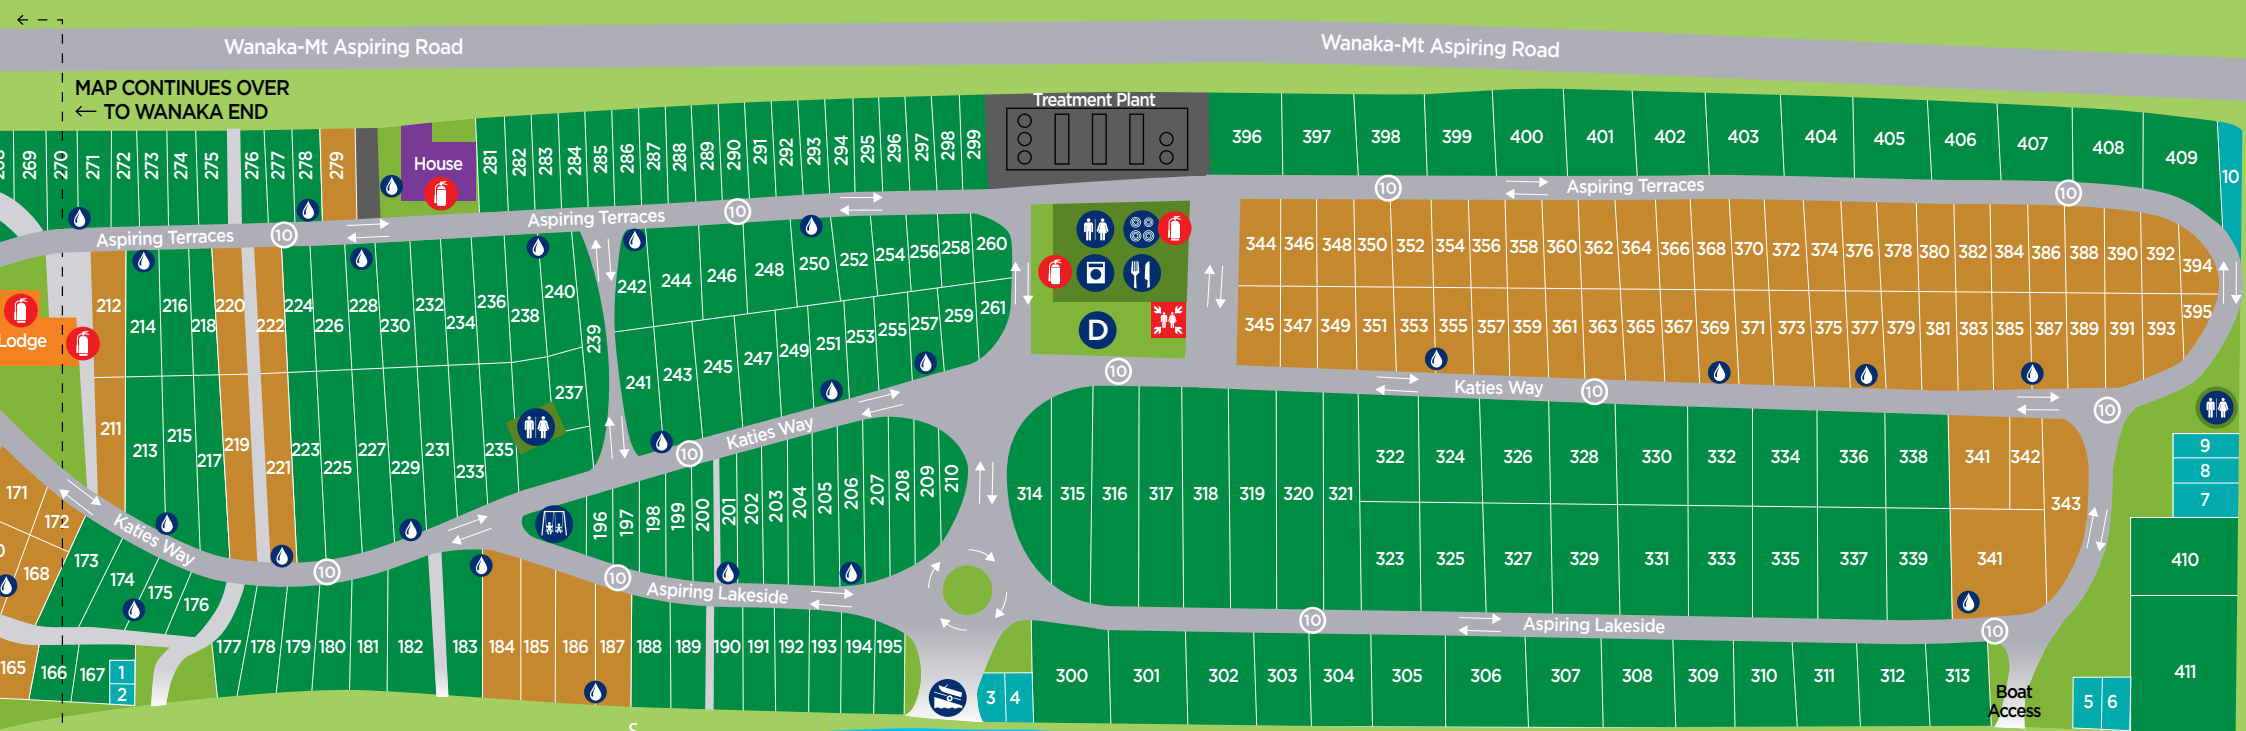 Wanaka-Mt Aspiring Road
Wanaka-Mt Aspiring Road
MAP CONTINUES OVER
← TO WANAKA END
Treatment Plant
269 270 271 272 273 274 275 276 277 278 279
House
281 282 283 284 285 286 287 288 289 290 291 292 293 294 295 296 297 298 299
396 397 398 399 400 401 402 403 404 405 406 407 408 409
10
Aspiring Terraces
10
Aspiring Terraces
10
10
Aspiring Terraces
10
212 214 216 218 220 222 224 226 228 230 232 234 236 238 240
239
242 244 246 248 250 252 254 256 258 260
241 243 245 247 249 251 253 255 257 259 261
344 346 348 350 352 354 356 358 360 362 364 366 368 370 372 374 376 378 380 382 384 386 388 390 392 394
345 347 349 351 353 355 357 359 361 363 365 367 369 371 373 375 377 379 381 383 385 387 389 391 393 395
Lodge
D
10
Katies Way
10
10
211 213 215 217 219 221 223 225 227 229 231 233 235 237
Katies Way
10
171 172
168
173 174 175 176
Katies Way
10
196 197 198 199 200 201 202 203 204 205 206 207 208 209 210
314 315 316 317 318 319 320 321
322 324 326 328 330 332 334 336 338 341 342
343
323 325 327 329 331 333 335 337 339 341
9
8
7
410
411
10
Aspiring Lakeside
10
Aspiring Lakeside
10
165 166 167
1
2
177 178 179 180 181 182 183 184 185 186 187 188 189 190 191 192 193 194 195
3 4
300 301 302 303 304 305 306 307 308 309 310 311 312 313
Boat
Access
5 6